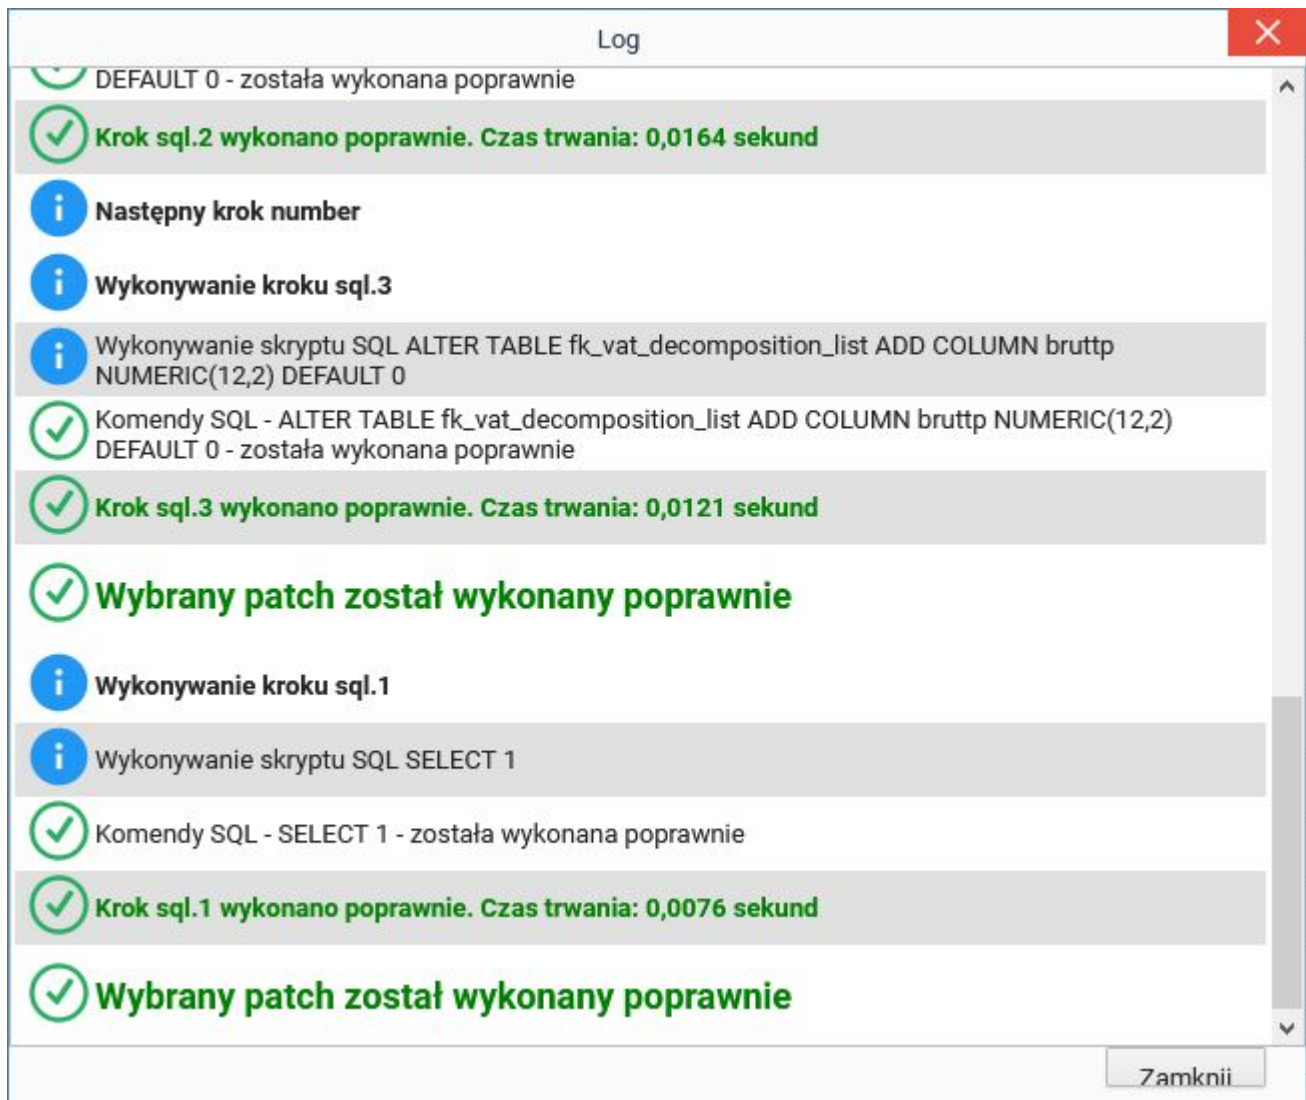 Log
DEFAULT 0 - została wykonana poprawnie
Krok sql.2 wykonano poprawnie. Czas trwania: 0,0164 sekund
Następny krok number
Wykonywanie kroku sql.3
Wykonywanie skryptu SQL ALTER TABLE fk_vat_decomposition_list ADD COLUMN bruttp
NUMERIC(12,2) DEFAULT 0
Komendy SQL - ALTER TABLE fk_vat_decomposition_list ADD COLUMN bruttp NUMERIC(12,2)
DEFAULT 0 - została wykonana poprawnie
Krok sql.3 wykonano poprawnie. Czas trwania: 0,0121 sekund
Wybrany patch został wykonany poprawnie
Wykonywanie kroku sql.1
Wykonywanie skryptu SQL SELECT 1
Komendy SQL - SELECT 1 - została wykonana poprawnie
Krok sql.1 wykonano poprawnie. Czas trwania: 0,0076 sekund
Wybrany patch został wykonany poprawnie
Zamknij